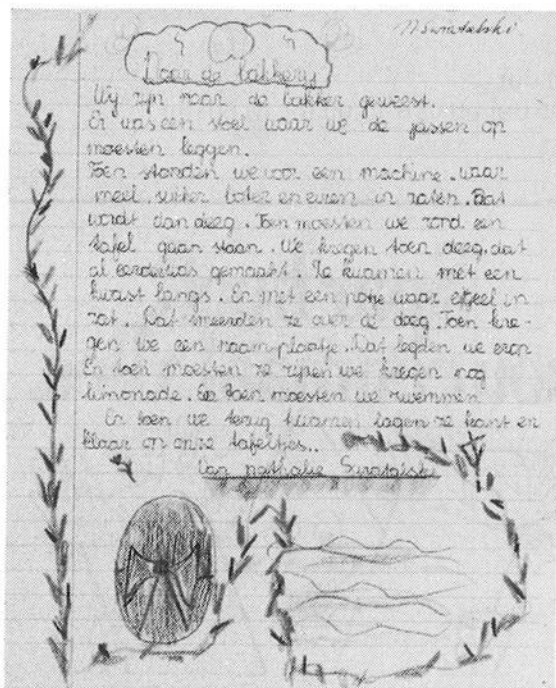 Naar de bakkerij
Wij zijn naar de bakker geweest.
Er was een stoel waar we de jassen op
moesten leggen.
Toen stonden we voor een machine. waar
meel, suiker boter en eieren in zaten. Dat
wordt dan deeg. Toen moesten we rond een
tafel gaan staan. We kregen toen deeg, dat
al eerder was gemaakt. Ze kwamen met een
kwast langs. En met een potje waar eigeel in
zat. Dat smeerden ze over de deeg. Toen kre-
gen we een naam plaatje. Dat legden we erop
En toen moesten ze rijzen we kregen nog
limonade. Toen moesten we zwemmen
En toen we terug kwamen lagen ze kant en
klaar op onze tafeltjes..
Van nathalie